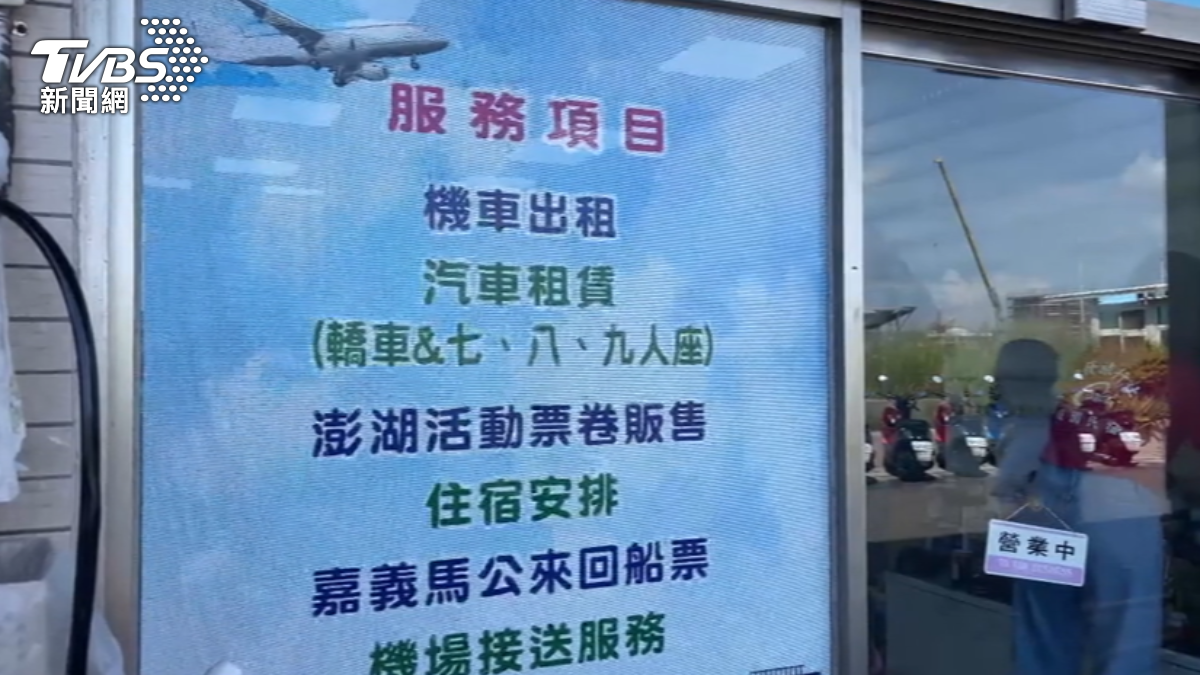 TVBS
新聞網
服務項目
機車出租
汽車租賃
(轎車&七、八、九人座)
澎湖活動票卷販售
住宿安排
嘉義馬公來回船票
機場接送服務
營業中